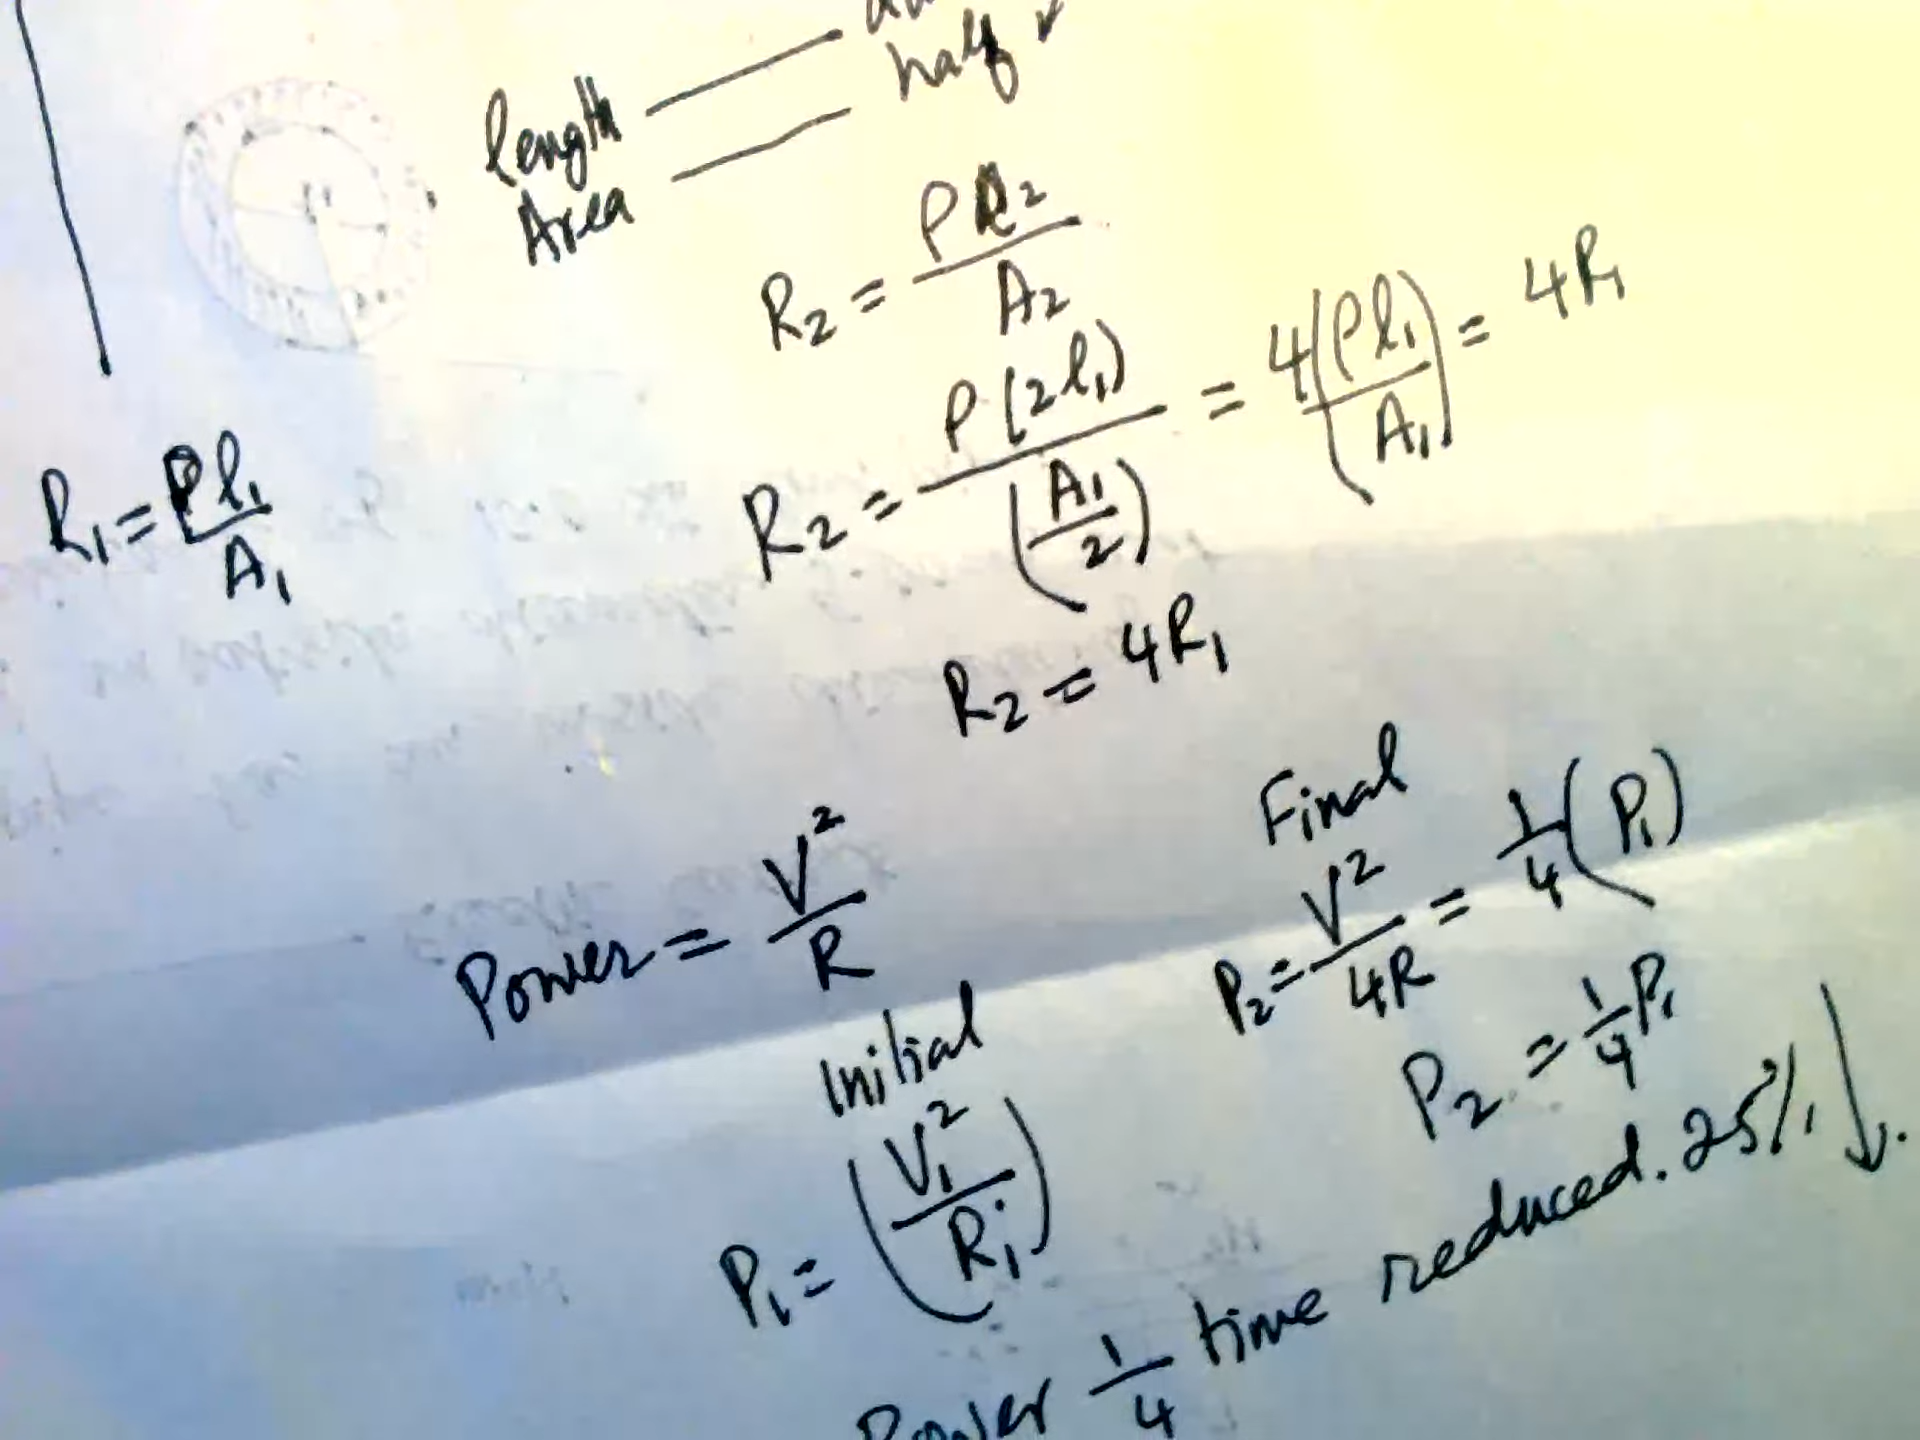 length
half ✓
Area
R₂ = ρl₂/A₂
R₁ = ρl₁/A₁
R₂ = ρ(2l₁)/(A₁/2) = 4(ρl₁/A₁) = 4R₁
R₂ = 4R₁
Power = V²/R
Final
P₂ = V²/4R = 1/4(P₁)
Initial
P₁ = (V₁²/R₁)
P₂ = 1/4 P₁
Power 1/4 time reduced. 25% ↓.